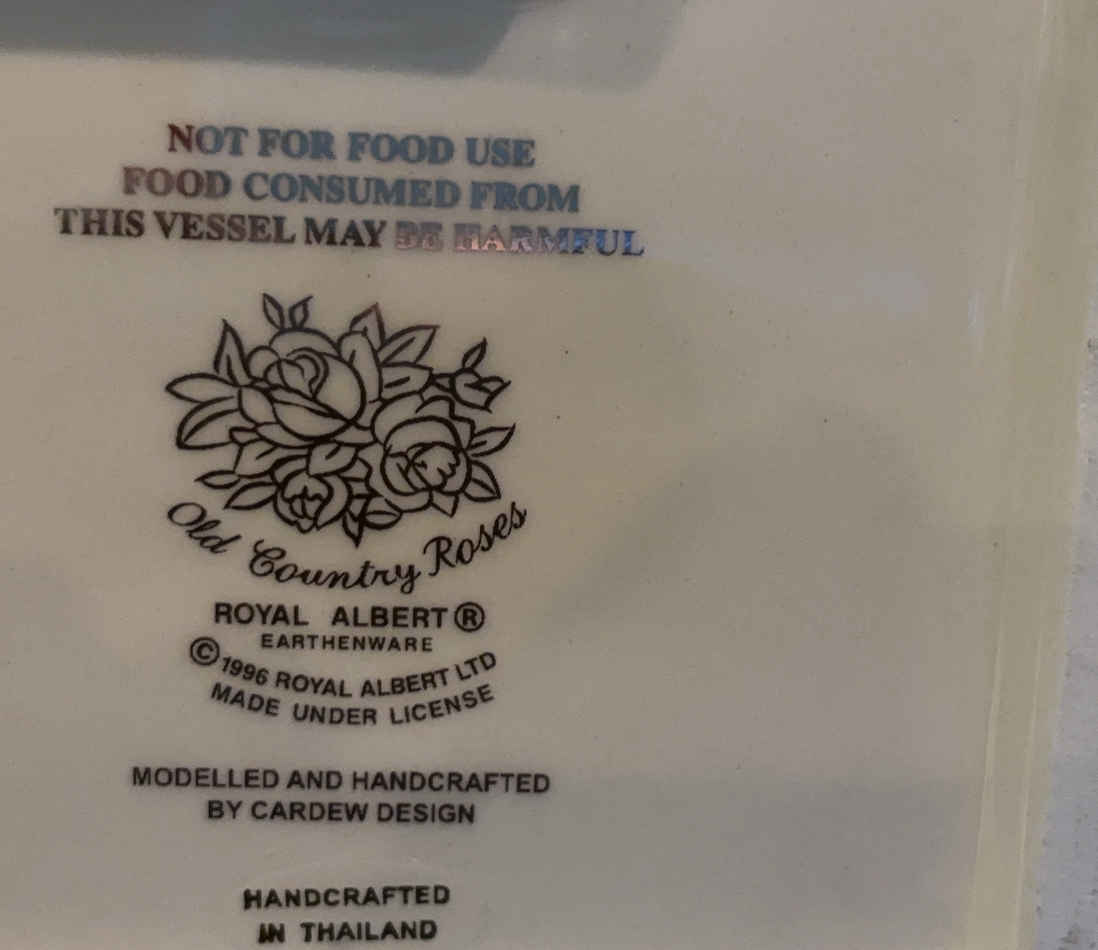 NOT FOR FOOD USE
FOOD CONSUMED FROM
THIS VESSEL MAY BE HARMFUL
Old Country Roses
ROYAL ALBERT®
EARTHENWARE
©1996 ROYAL ALBERT LTD
MADE UNDER LICENSE
MODELLED AND HANDCRAFTED
BY CARDEW DESIGN
HANDCRAFTED
IN THAILAND